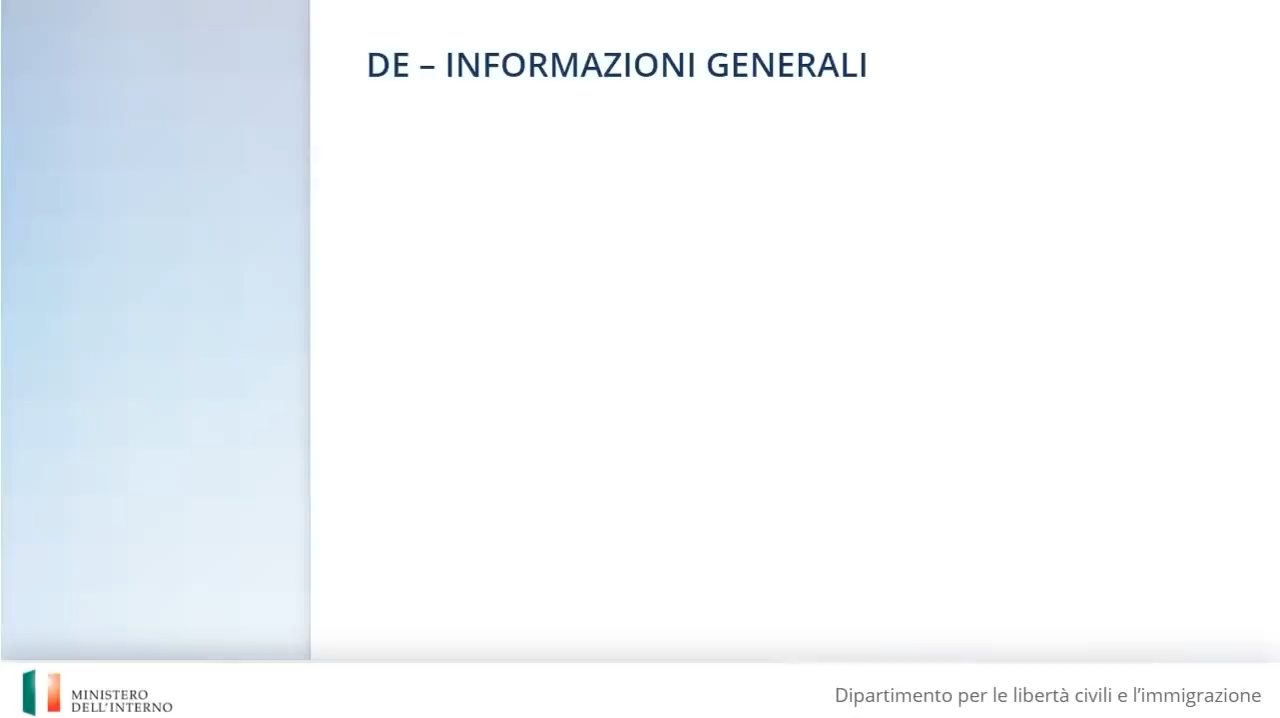 DE – INFORMAZIONI GENERALI
MINISTERO
DELL'INTERNO
Dipartimento per le libertà civili e l’immigrazione